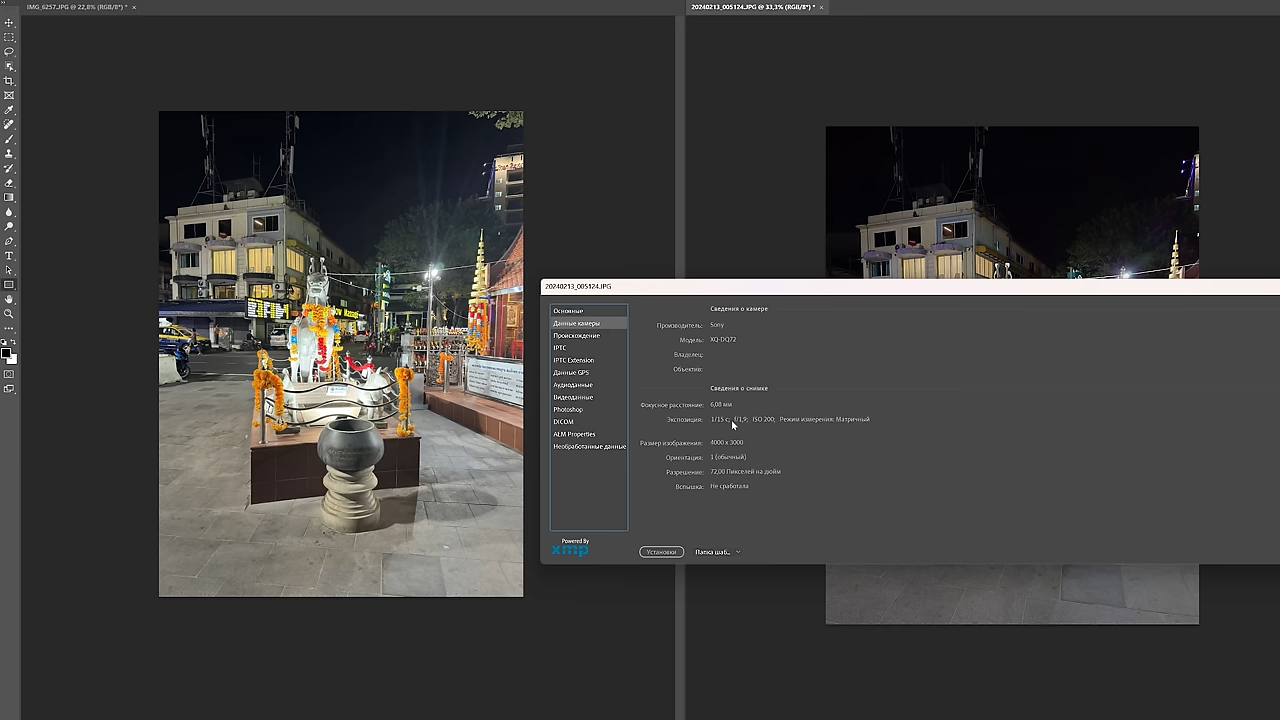 IMG_6257.JPG @ 22,8% (RGB/8*) * ×
20240213_005124.JPG @ 33,3% (RGB/8*) * ×
20240213_005124.JPG
Основные
Данные камеры
Происхождение
IPTC
IPTC Extension
Данные GPS
Аудиоданные
Видеоданные
Photoshop
DICOM
ALM Properties
Необработанные данные
Powered By
xmp
Сведения о камере
Производитель: Sony
Модель: XQ-DQ72
Владелец:
Объектив:
Сведения о снимке
Фокусное расстояние: 6,08 мм
Экспозиция: 1/15 с; f/1,9; ISO 200; Режим измерения: Матричный
Размер изображения: 4000 x 3000
Ориентация: 1 (обычный)
Разрешение: 72,00 Пикселей на дюйм
Вспышка: Не сработала
Установки
Папка шаб...